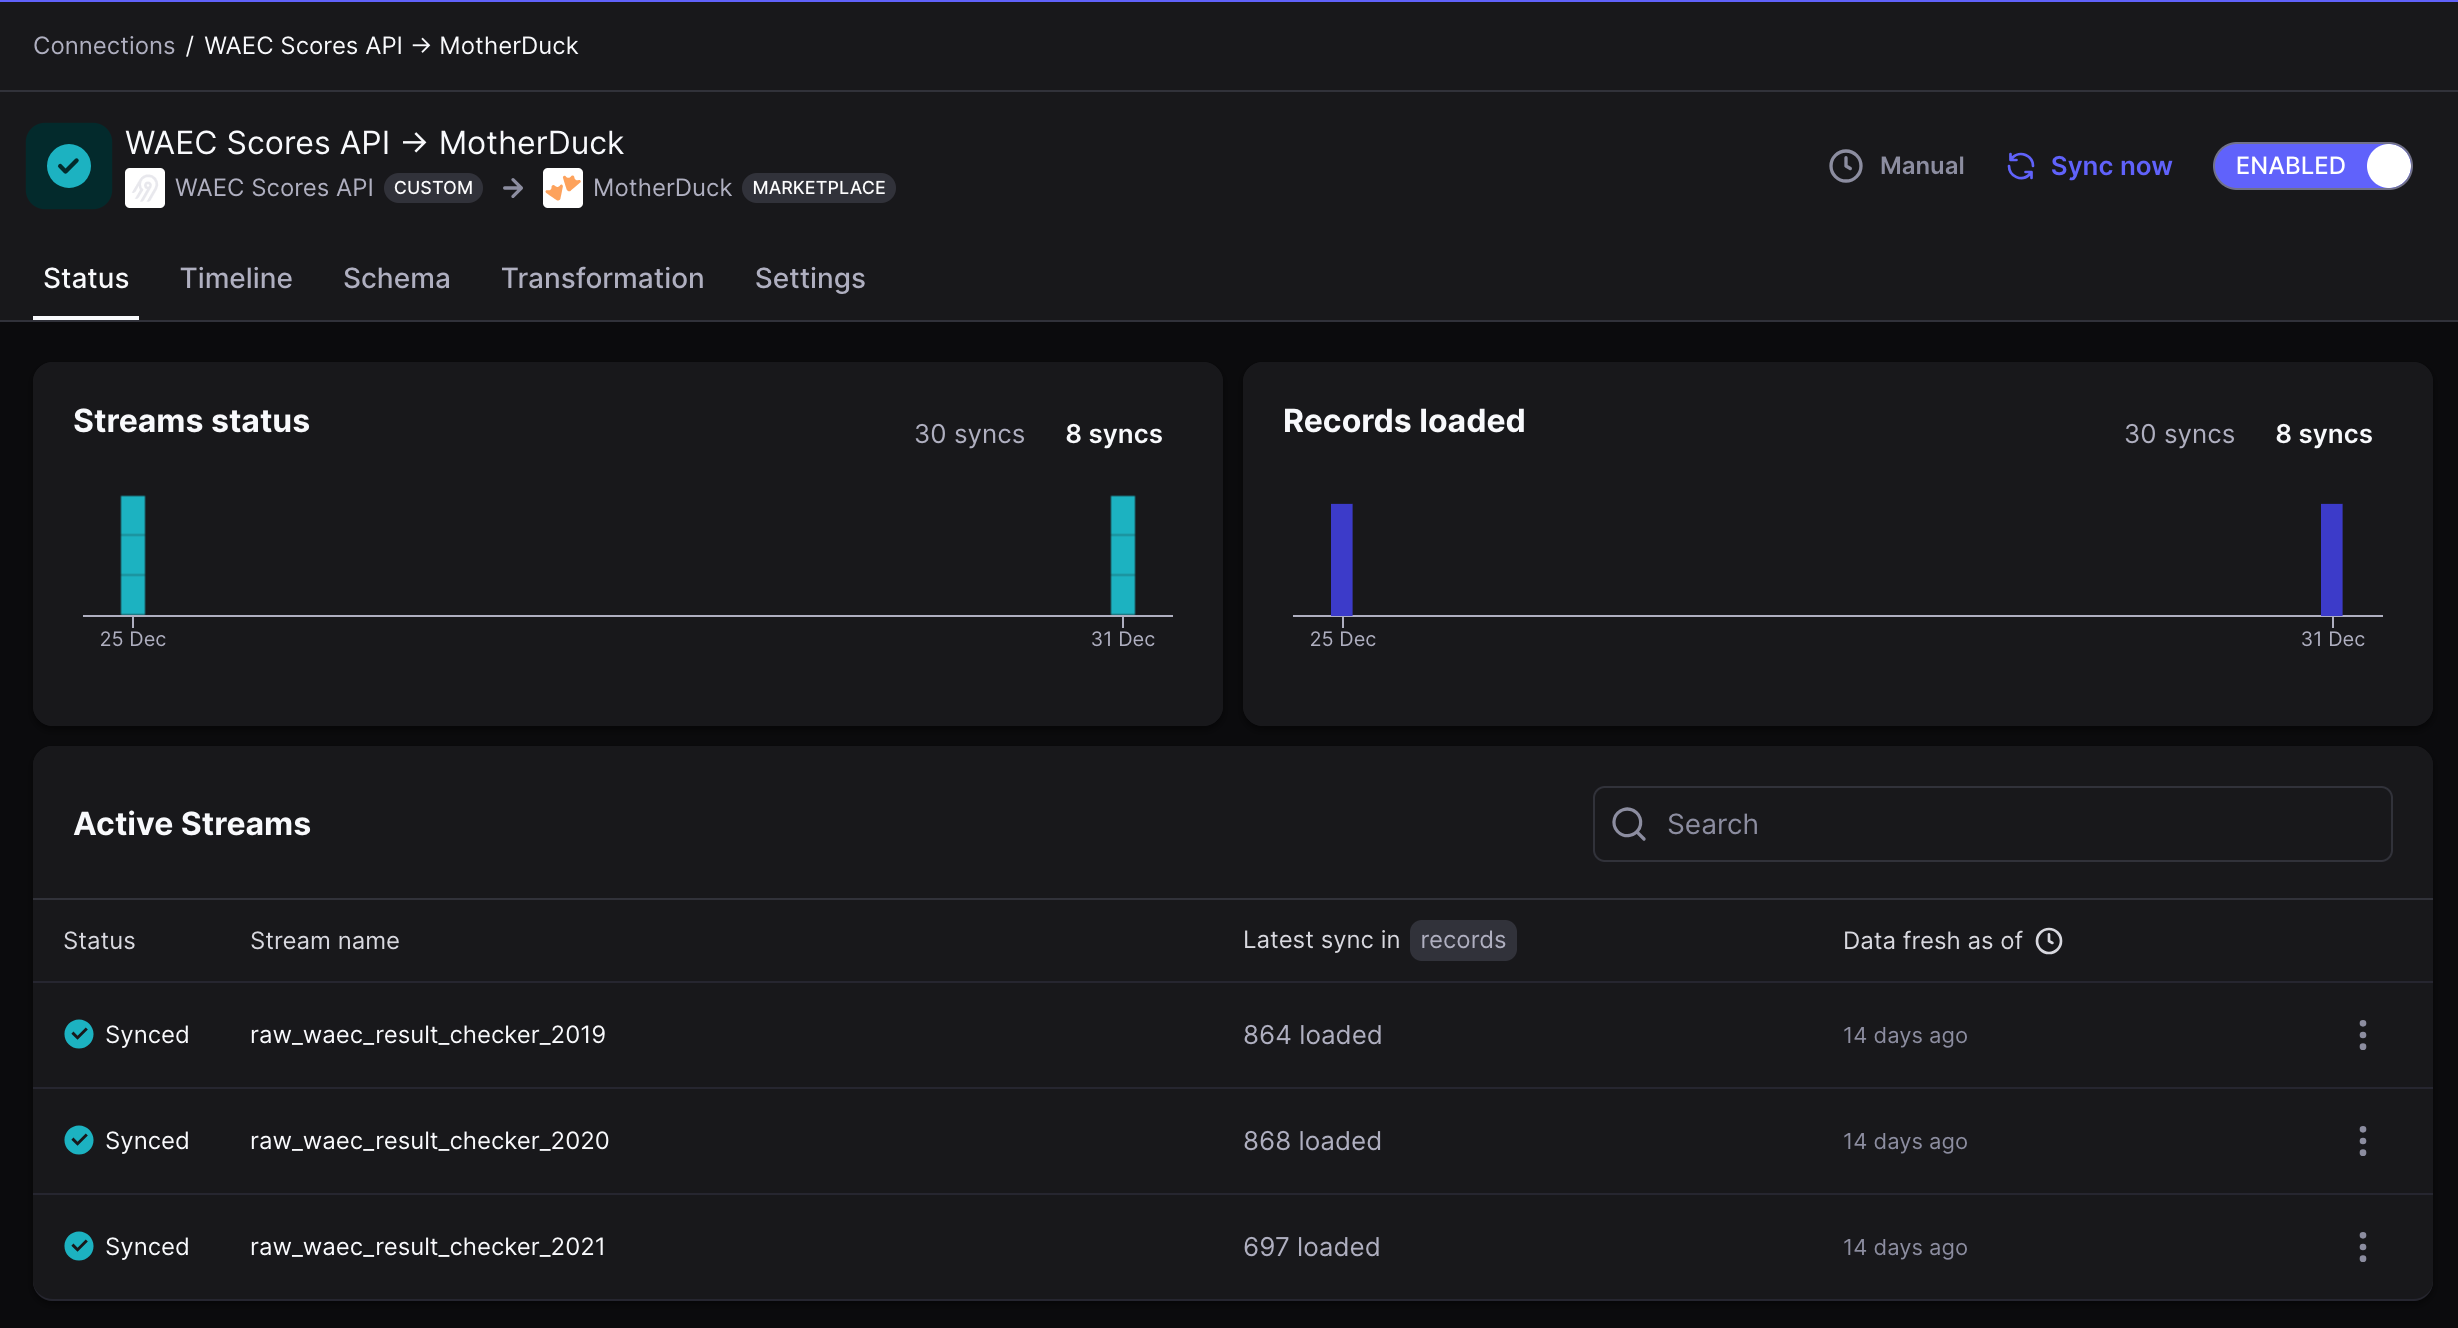 Connections / WAEC Scores API → MotherDuck
WAEC Scores API → MotherDuck
WAEC Scores API CUSTOM → MotherDuck MARKETPLACE
Manual Sync now ENABLED
Status Timeline Schema Transformation Settings
Streams status
30 syncs 8 syncs
25 Dec 31 Dec
Records loaded
30 syncs 8 syncs
25 Dec 31 Dec
Active Streams
Search
Status Stream name Latest sync in records Data fresh as of
Synced raw_waec_result_checker_2019 864 loaded 14 days ago
Synced raw_waec_result_checker_2020 868 loaded 14 days ago
Synced raw_waec_result_checker_2021 697 loaded 14 days ago